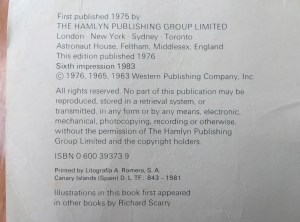 First published 1975 by
THE HAMLYN PUBLISHING GROUP LIMITED
London · New York · Sydney · Toronto
Astronaut House, Feltham, Middlesex, England
This edition published 1976
Sixth impression 1983
© 1976, 1965, 1963 Western Publishing Company, Inc
All rights reserved. No part of this publication may be
reproduced, stored in a retrieval system, or
transmitted, in any form or by any means, electronic,
mechanical, photocopying, recording or otherwise,
without the permission of The Hamlyn Publishing
Group Limited and the copyright holders.
ISBN 0 600 39373 9
Printed by Litografia A. Romero, S. A.
Canary Islands (Spain) D. L. TF. 843 - 1981
Illustrations in this book first appeared
in other books by Richard Scarry